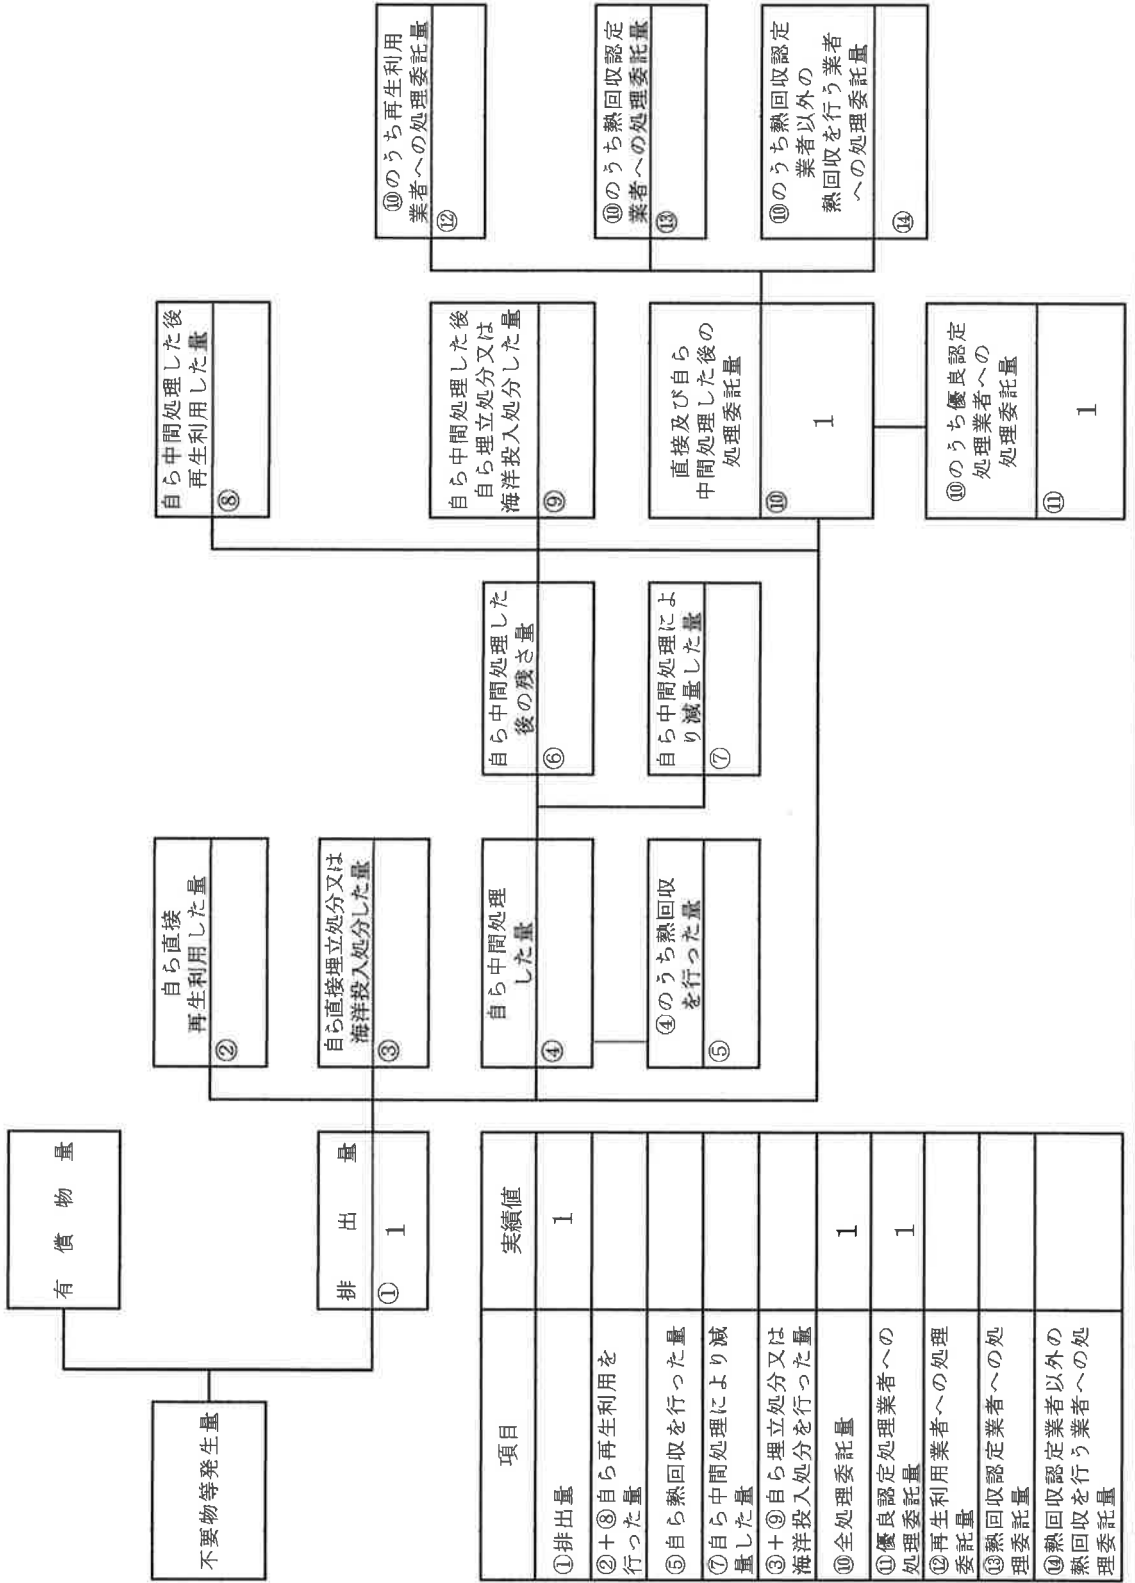 不要物等発生量
有償物量
排出量
①
1
自ら直接
再生利用した量
②
自ら直接埋立処分又は
海洋投入処分した量
③
自ら中間処理
した量
④
④のうち熱回収
を行った量
⑤
自ら中間処理した
後の残さ量
⑥
自ら中間処理によ
り減量した量
⑦
自ら中間処理した後
再生利用した量
⑧
自ら中間処理した後
自ら埋立処分又は
海洋投入処分した量
⑨
直接及び自ら
中間処理した後の
処理委託量
⑩
1
⑩のうち優良認定
処理業者への
処理委託量
⑪
1
⑩のうち再生利用
業者への処理委託量
⑫
⑩のうち熱回収認定
業者への処理委託量
⑬
⑩のうち熱回収認定
業者以外の
熱回収を行う業者
への処理委託量
⑭
項目 実績値
①排出量 1
②+⑧自ら再生利用を
行った量
⑤自ら熱回収を行った量
⑦自ら中間処理により減
量した量
③+⑨自ら埋立処分又は
海洋投入処分を行った量
⑩全処理委託量 1
⑪優良認定処理業者への
処理委託量 1
⑫再生利用業者への処理
委託量
⑬熱回収認定業者への処
理委託量
⑭熱回収認定業者以外の
熱回収を行う業者への処
理委託量